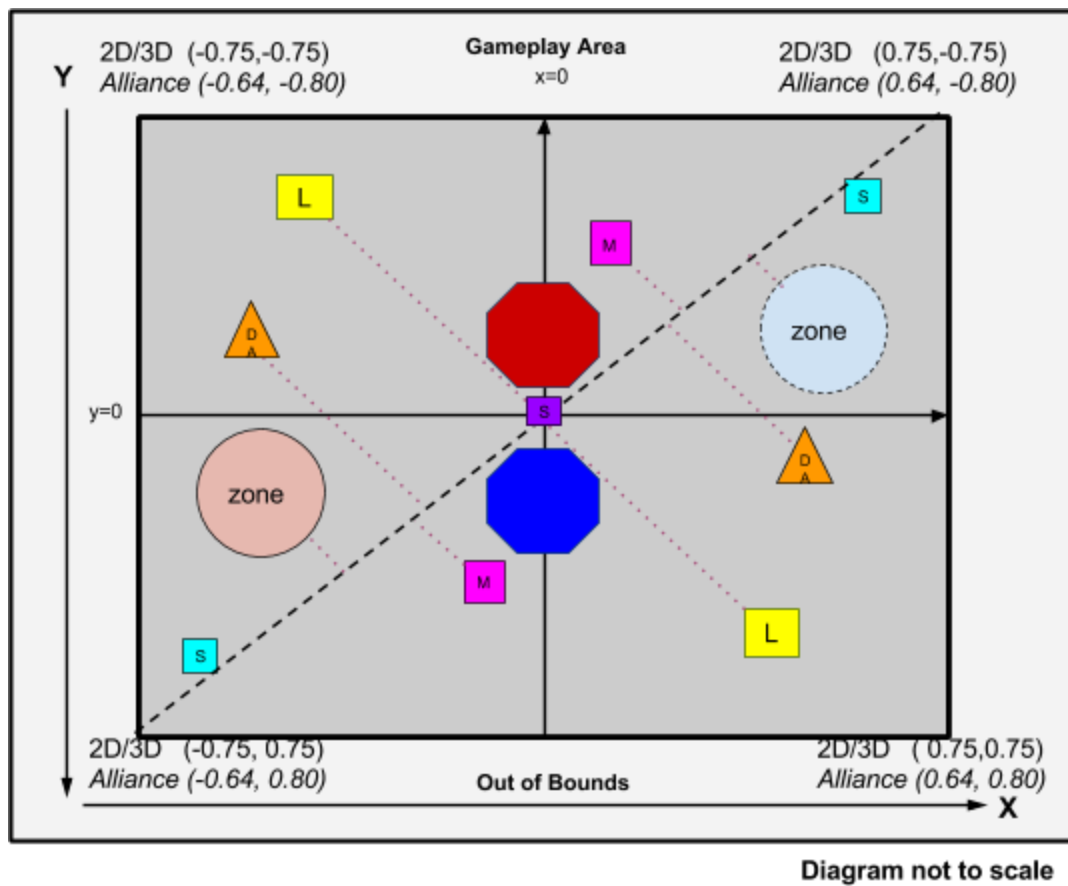 2D/3D (-0.75,-0.75)
Alliance (-0.64, -0.80)
Gameplay Area
x=0
2D/3D (0.75,-0.75)
Alliance (0.64, -0.80)
Y
L
S
M
D
A
zone
y=0
S
D
A
zone
M
L
S
2D/3D (-0.75, 0.75)
Alliance (-0.64, 0.80)
Out of Bounds
2D/3D ( 0.75,0.75)
Alliance (0.64, 0.80)
X
Diagram not to scale